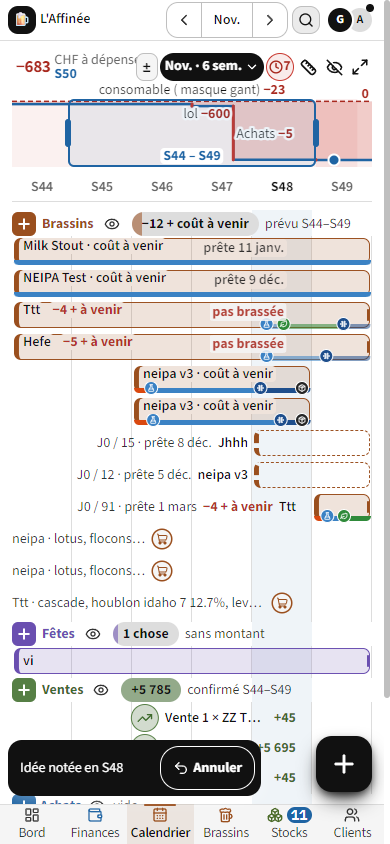 L'Affinée
Nov.
G A
−683 CHF à dépense
S50
±
Nov. · 6 sem.
7
consomable ( masque gant) −23
0
lol −600
Achats −5
S44 – S49
S44 S45 S46 S47 S48 S49
Brassins −12 + coût à venir prévu S44–S49
Milk Stout · coût à venir prête 11 janv.
NEIPA Test · coût à venir prête 9 déc.
Ttt −4 + à venir pas brassée
Hefe −5 + à venir pas brassée
neipa v3 · coût à venir
neipa v3 · coût à venir
J0 / 15 · prête 8 déc. Jhhh
J0 / 12 · prête 5 déc. neipa v3
J0 / 91 · prête 1 mars −4 + à venir Ttt
neipa · lotus, flocons…
neipa · lotus, flocons…
Ttt · cascade, houblon idaho 7 12.7%, lev…
Fêtes 1 chose sans montant
vi
Ventes +5 785 confirmé S44–S49
Vente 1 × ZZ T… +45
+5 695
Idée notée en S48 Annuler
+45
Bord Finances Calendrier Brassins Stocks 11 Clients